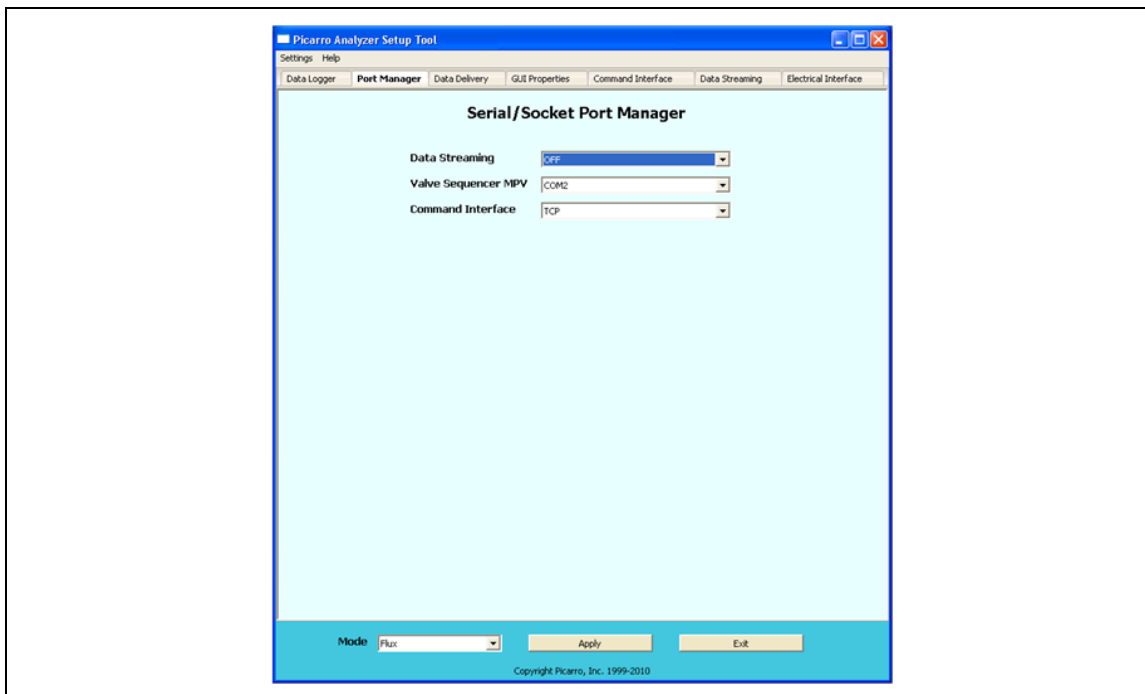 Picarro Analyzer Setup Tool
Settings Help
Data Logger Port Manager Data Delivery GUI Properties Command Interface Data Streaming Electrical Interface
Serial/Socket Port Manager
Data Streaming OFF
Valve Sequencer MPV COM2
Command Interface TCP
Mode Flux Apply Exit
Copyright Picarro, Inc. 1999-2010